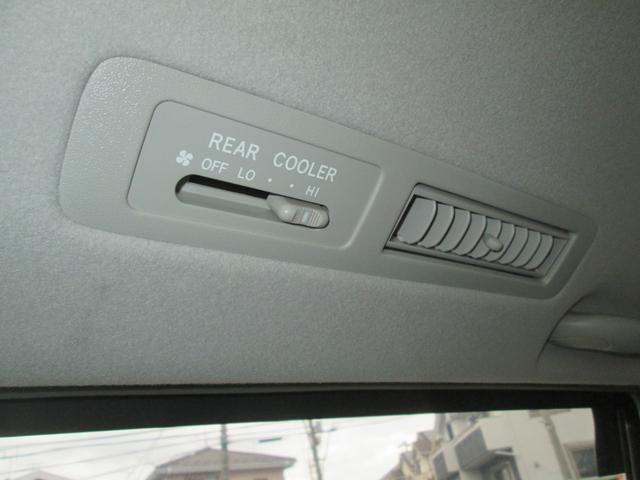 REAR COOLER
OFF LO • • HI